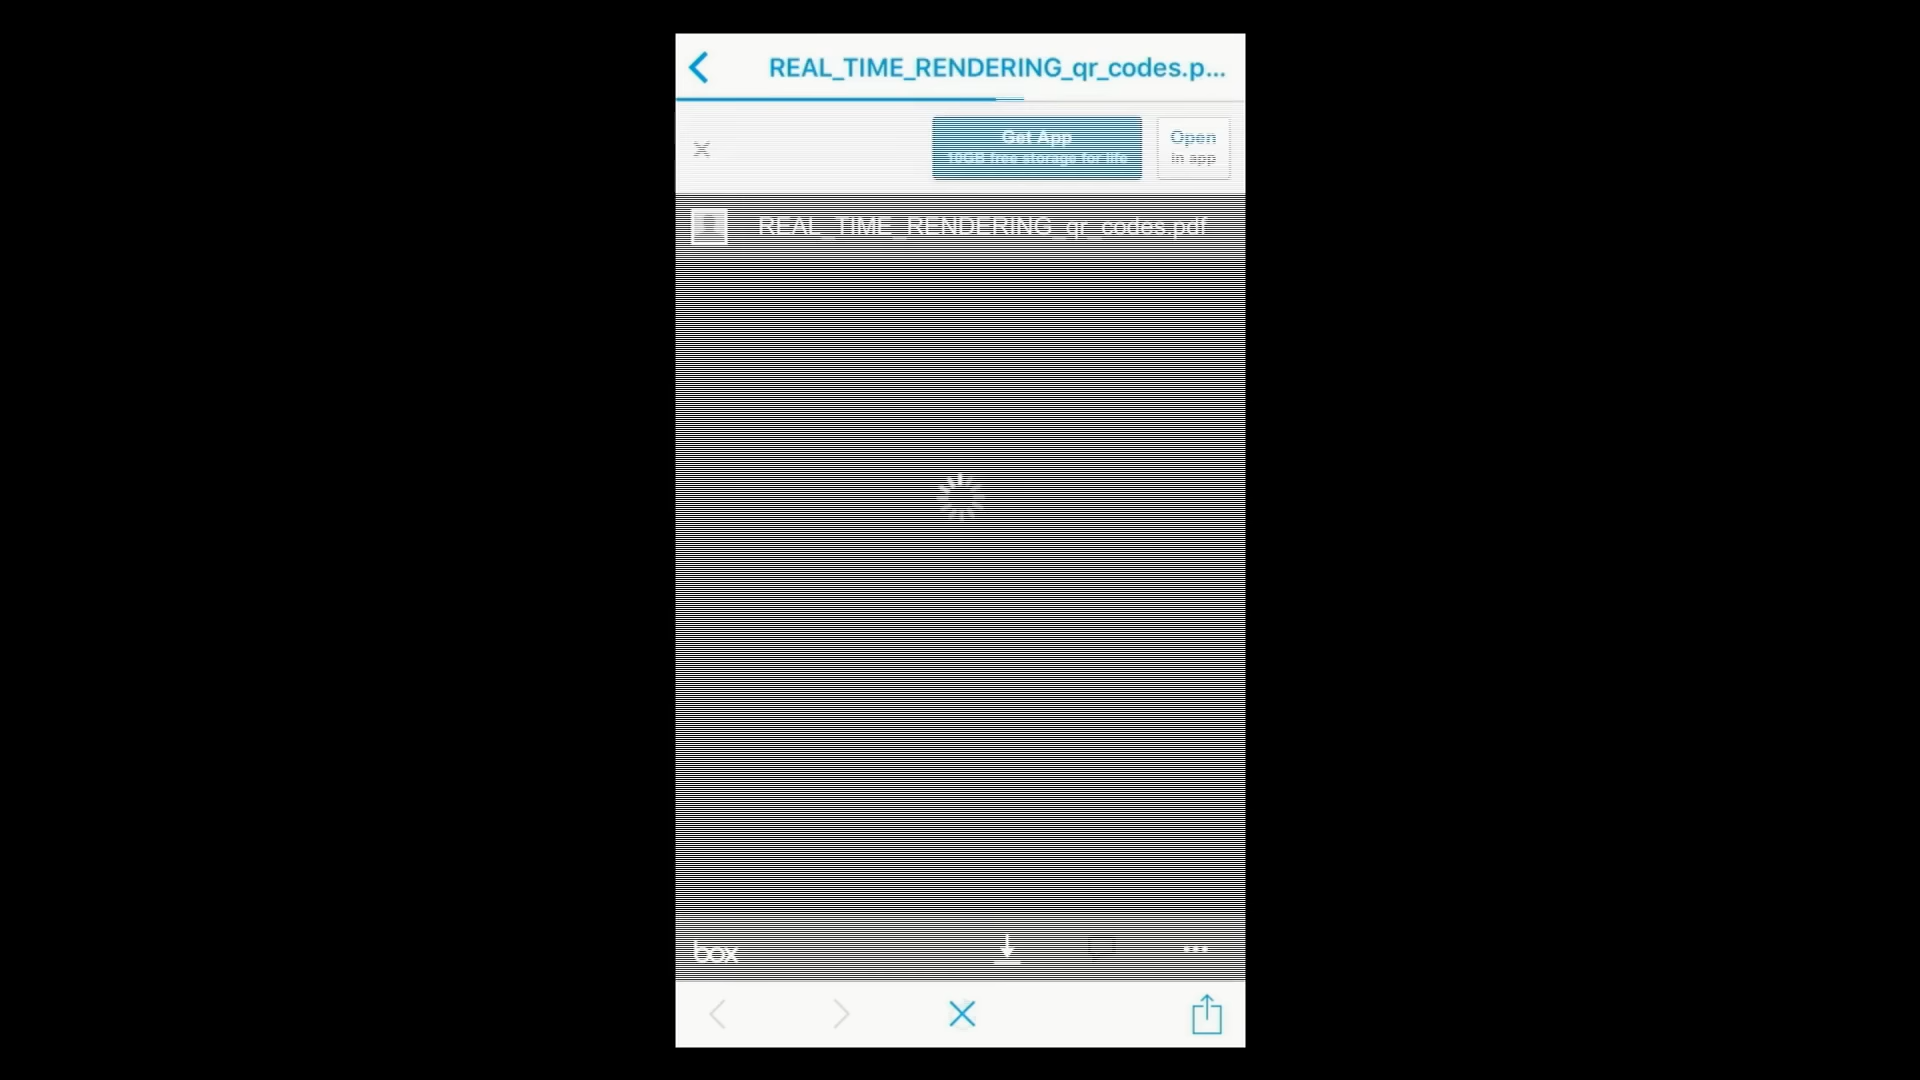 REAL_TIME_RENDERING_qr_codes.p...
Get App
10GB free storage for life
Open
in app
REAL_TIME_RENDERING_qr_codes.pdf
box